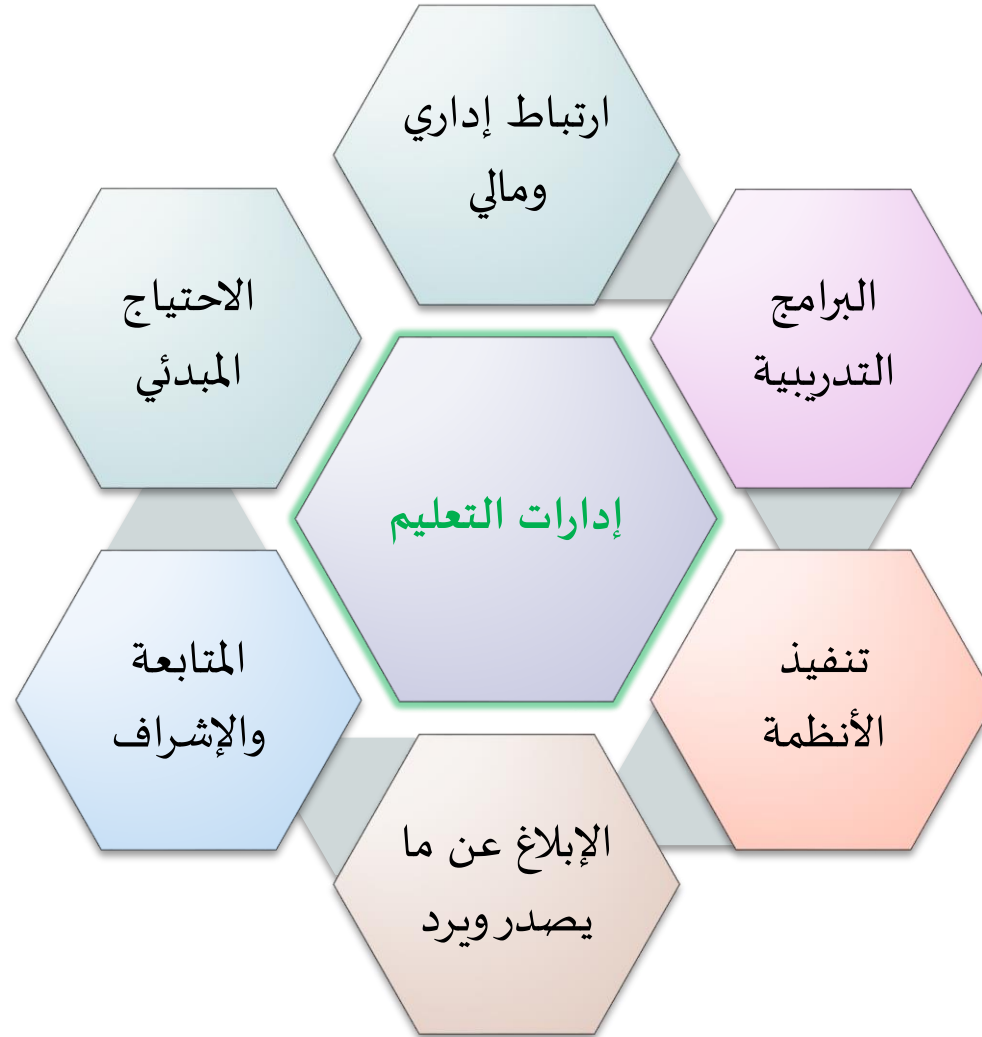 ارتباط إداري
ومالي
البرامج
التدريبية
الاحتياج
المبدئي
إدارات التعليم
تنفيذ
الأنظمة
المتابعة
والإشراف
الإبلاغ عن ما
يصدر ويرد